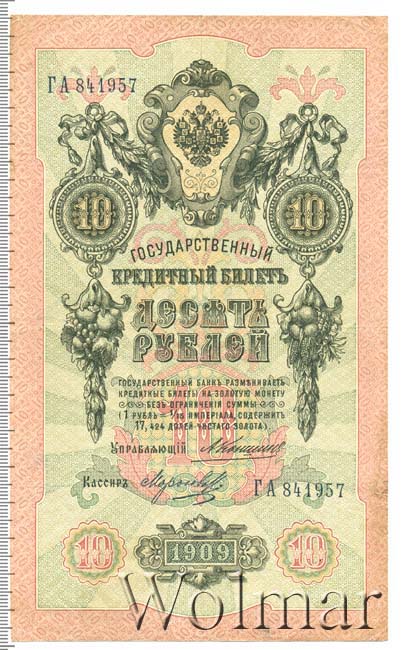 ГА 841957
10 10
ГОСУДАРСТВЕННЫЙ
КРЕДИТНЫЙ БИЛЕТЪ
ДЕСЯТЬ
РУБЛЕЙ
ГОСУДАРСТВЕННЫЙ БАНКЪ РАЗМѢНИВАЕТЪ
КРЕДИТНЫЕ БИЛЕТЫ НА ЗОЛОТУЮ МОНЕТУ
БЕЗЪ ОГРАНИЧЕНІЯ СУММЫ
(1 РУБЛЬ = 1/15 ИМПЕРІАЛА, СОДЕРЖИТЪ
17,424 ДОЛЕЙ ЧИСТАГО ЗОЛОТА).
10
УПРАВЛЯЮЩІЙ
КАССИРЪ
ГА 841957
10 1909 10
Wolmar